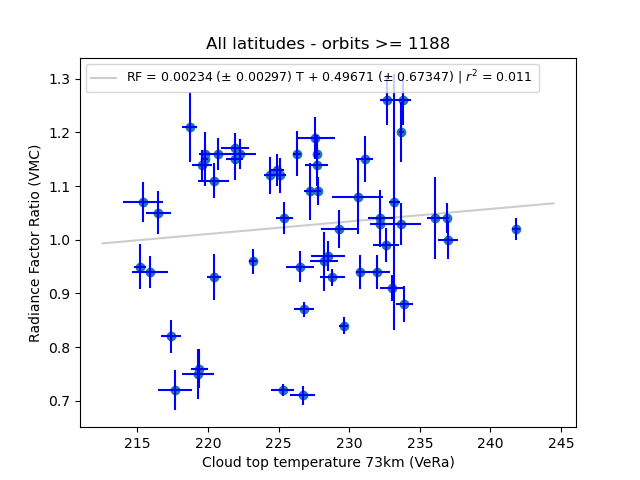 All latitudes - orbits >= 1188
RF = 0.00234 (± 0.00297) T + 0.49671 (± 0.67347) | r² = 0.011
Radiance Factor Ratio (VMC)
1.3
1.2
1.1
1.0
0.9
0.8
0.7
215 220 225 230 235 240 245
Cloud top temperature 73km (VeRa)